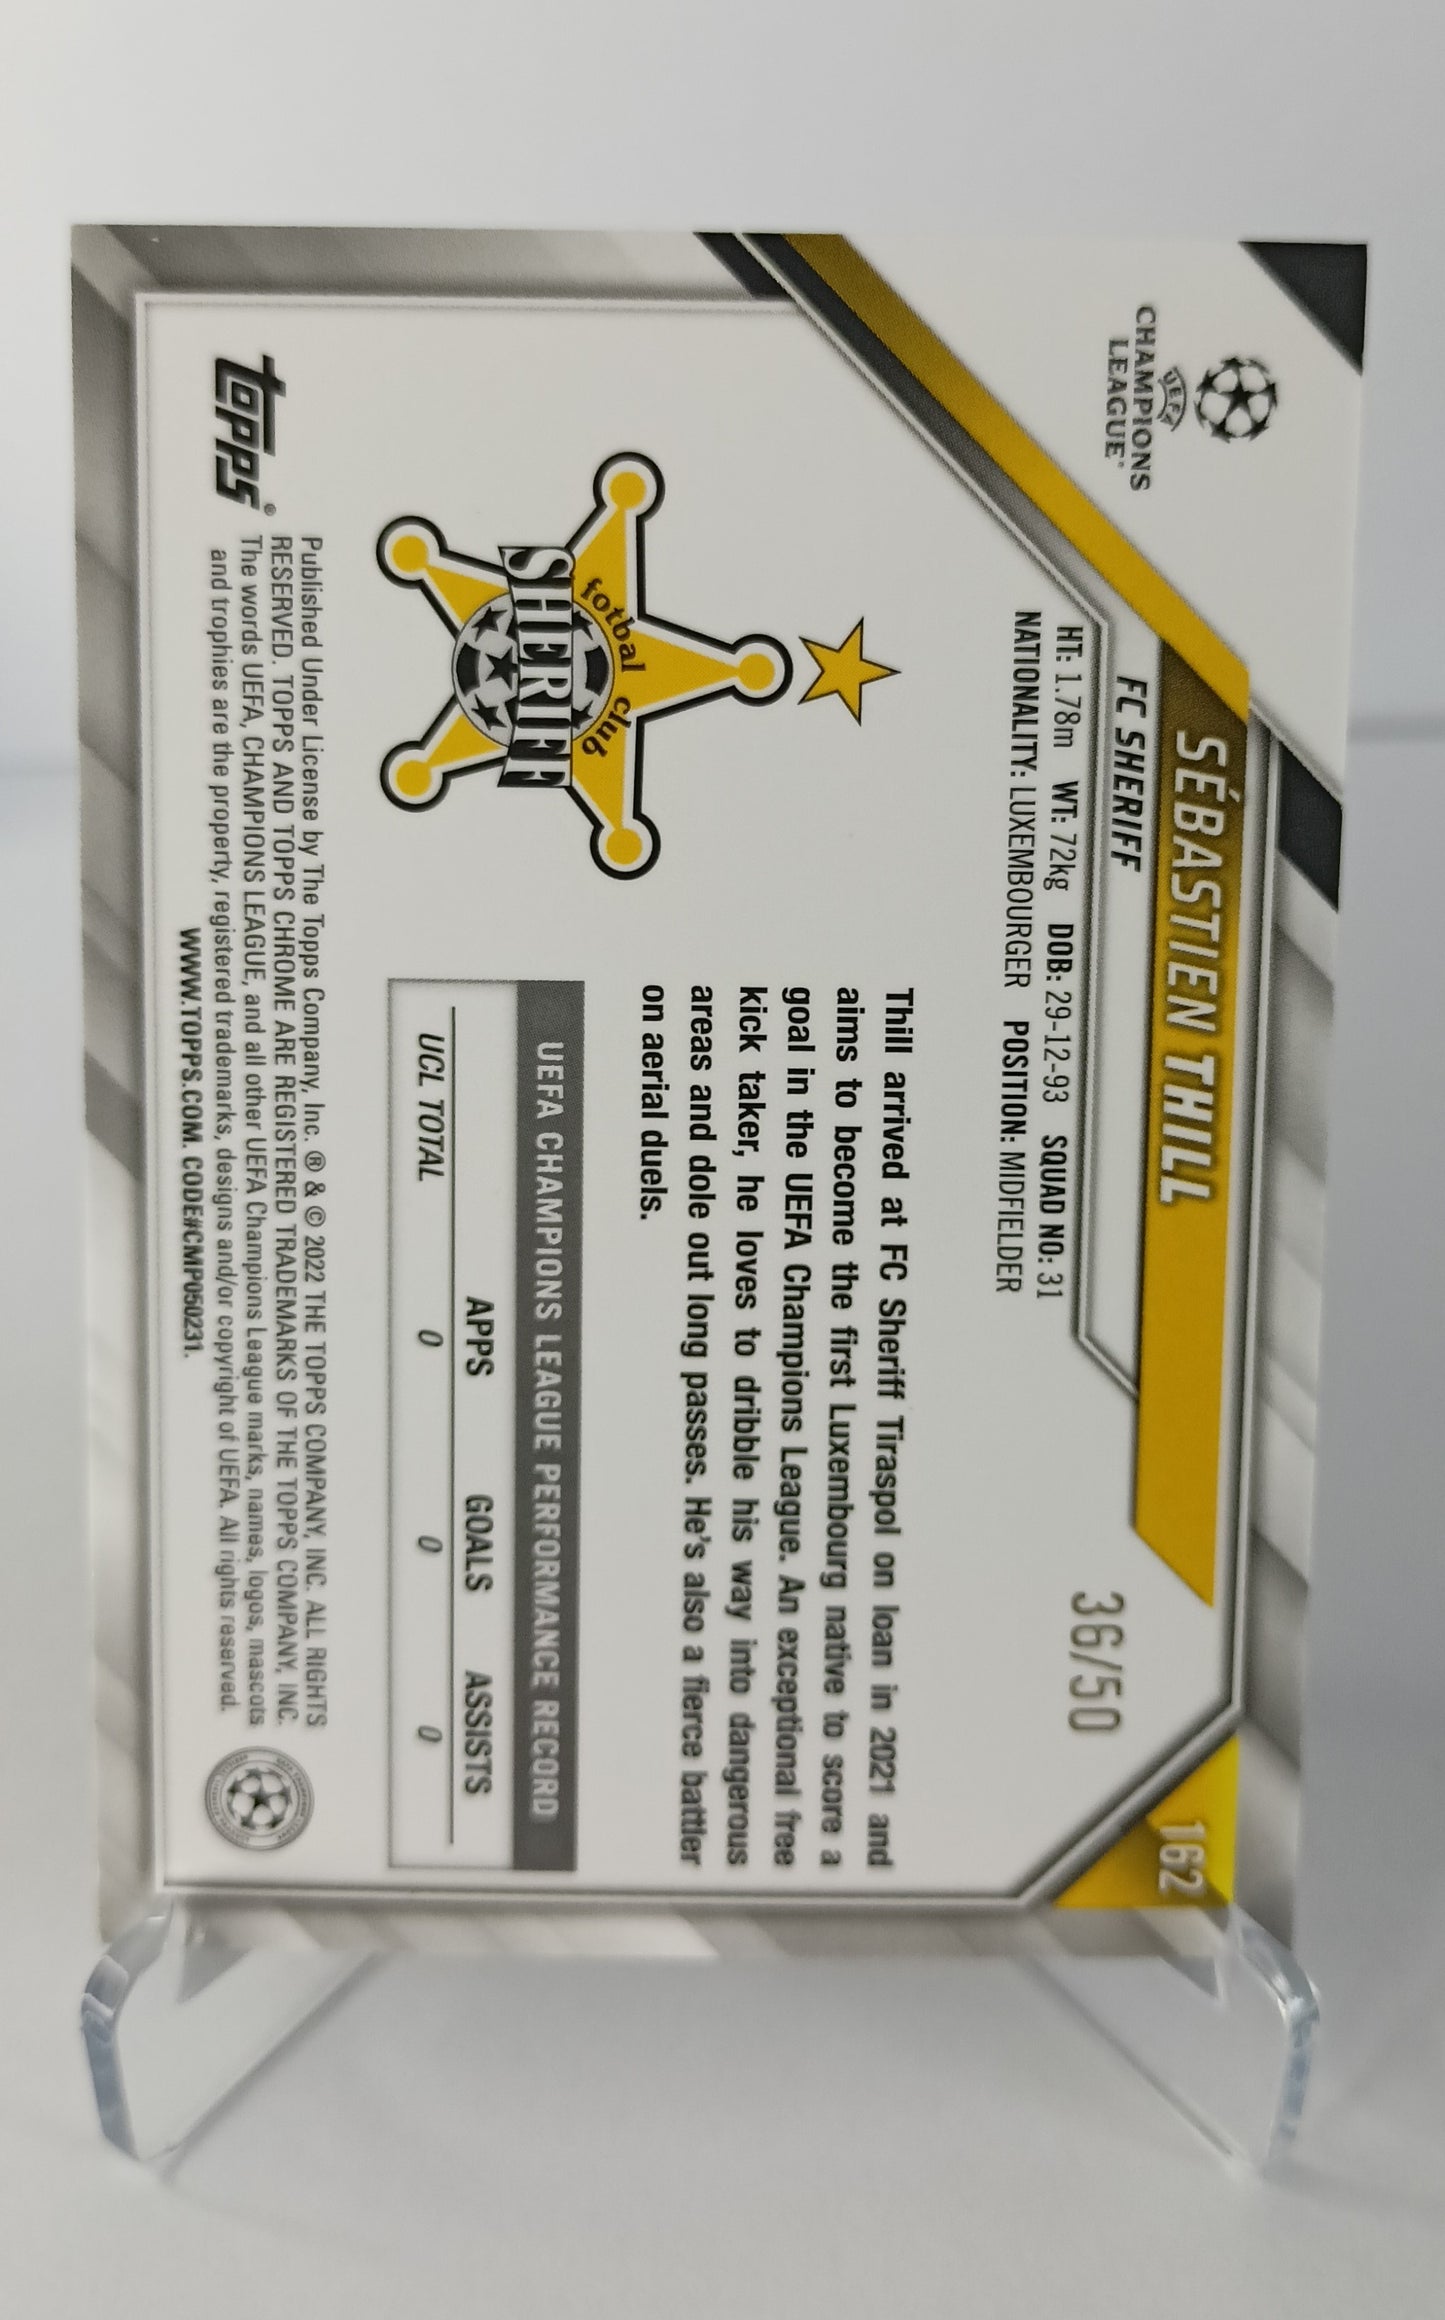 UEFA
CHAMPIONS
LEAGUE
SÉBASTIEN THILL
FC SHERIFF
HT: 1.78m WT: 72kg DOB: 29-12-93 SQUAD NO: 31
NATIONALITY: LUXEMBOURGER POSITION: MIDFIELDER
36/50
162
fotbal club
SHERIFF
Thill arrived at FC Sheriff Tiraspol on loan in 2021 and
aims to become the first Luxembourg native to score a
goal in the UEFA Champions League. An exceptional free
kick taker, he loves to dribble his way into dangerous
areas and dole out long passes. He's also a fierce battler
on aerial duels.
UEFA CHAMPIONS LEAGUE PERFORMANCE RECORD
APPS GOALS ASSISTS
UCL TOTAL 0 0 0
topps®
Published Under License by The Topps Company, Inc. ® & © 2022 THE TOPPS COMPANY, INC. ALL RIGHTS
RESERVED. TOPPS AND TOPPS CHROME ARE REGISTERED TRADEMARKS OF THE TOPPS COMPANY, INC.
The words UEFA, CHAMPIONS LEAGUE, and all other UEFA Champions League marks, names, logos, mascots
and trophies are the property, registered trademarks, designs and/or copyright of UEFA. All rights reserved.
WWW.TOPPS.COM. CODE#CMP050231.